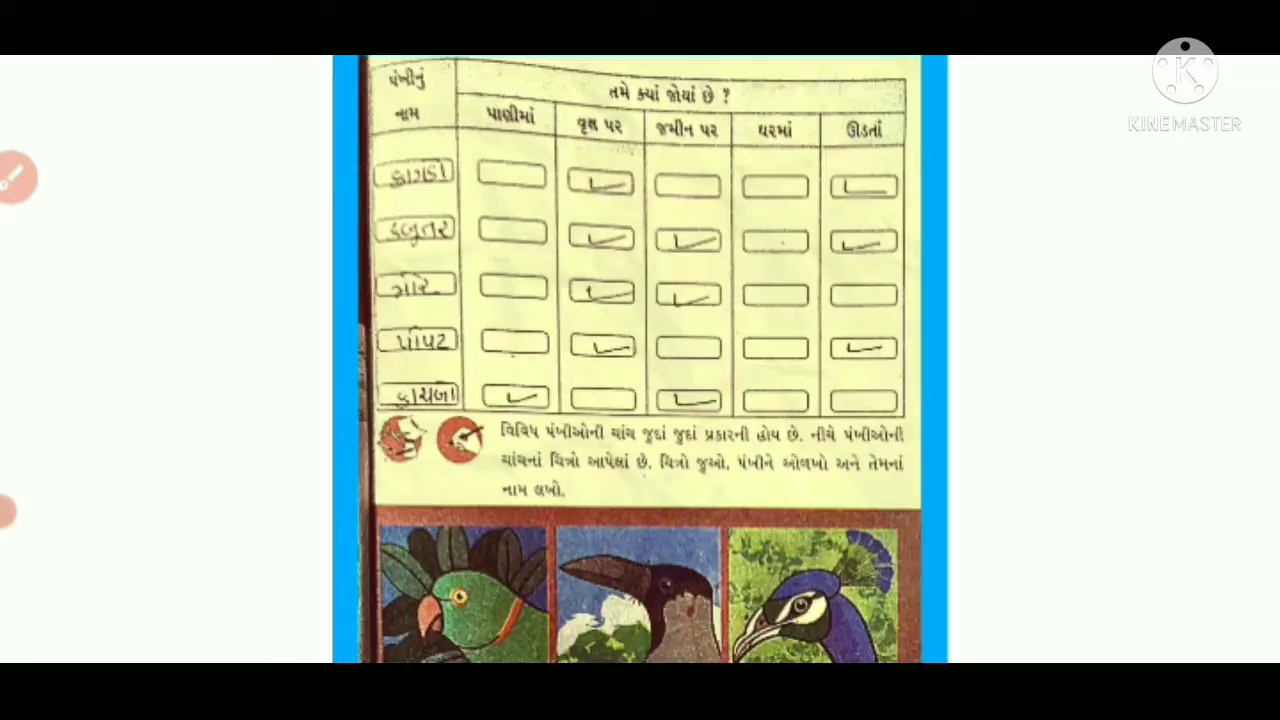 પંખીનું
નામ
તમે ક્યાં જોયાં છે ?
પાણીમાં વૃક્ષ પર જમીન પર ઘરમાં ઊડતાં
કાગડો
કબુતર
મોર
પોપટ
કાચબો
વિવિધ પંખીઓની ચાંચ જુદાં જુદાં પ્રકારની હોય છે. નીચે પંખીઓની
ચાંચનાં ચિત્રો આપેલાં છે. ચિત્રો જુઓ, પંખીને ઓળખો અને તેમનાં
નામ લખો.
K
KINEMASTER